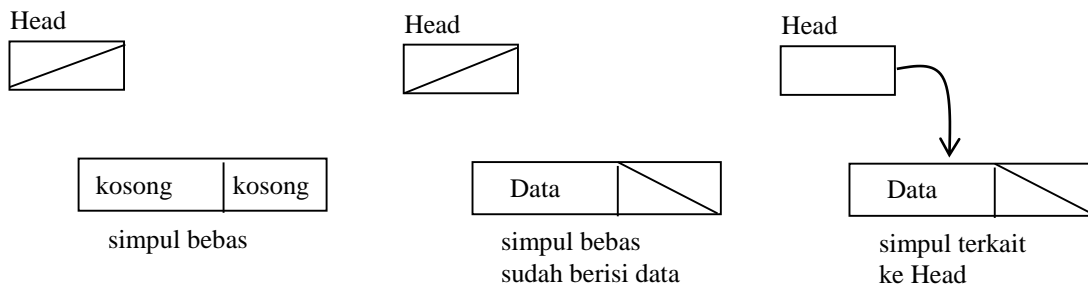 Head
kosong
kosong
simpul bebas
Head
Data
simpul bebas
sudah berisi data
Head
Data
simpul terkait
ke Head